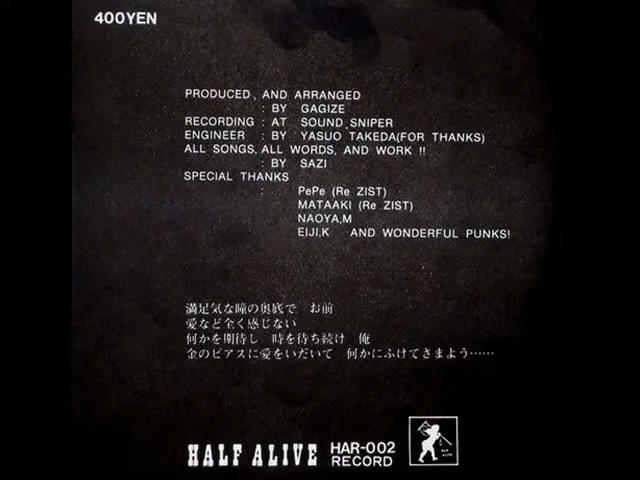 400YEN
PRODUCED, AND ARRANGED
: BY GAGIZE
RECORDING : AT SOUND SNIPER
ENGINEER : BY YASUO TAKEDA(FOR THANKS)
ALL SONGS, ALL WORDS, AND WORK !!
: BY SAZI
SPECIAL THANKS
: PePe (Re ZIST)
MATAAKI (Re ZIST)
NAOYA,M
EIJI,K AND WONDERFUL PUNKS!
満足気な瞳の奥底で お前
愛など全く感じない
何かを期待し 時を待ち続け 俺
金のピアスに愛をいだいて 何かにふけてさまよう……
HALF ALIVE HAR-002
RECORD
HALF
ALIVE